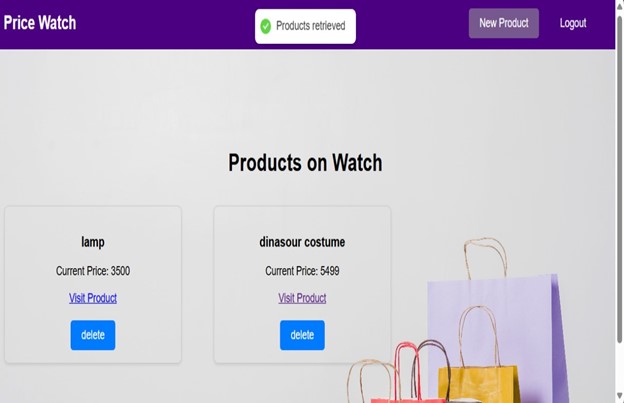 Price Watch
Products retrieved
New Product
Logout
Products on Watch
lamp
Current Price: 3500
Visit Product
delete
dinasour costume
Current Price: 5499
Visit Product
delete